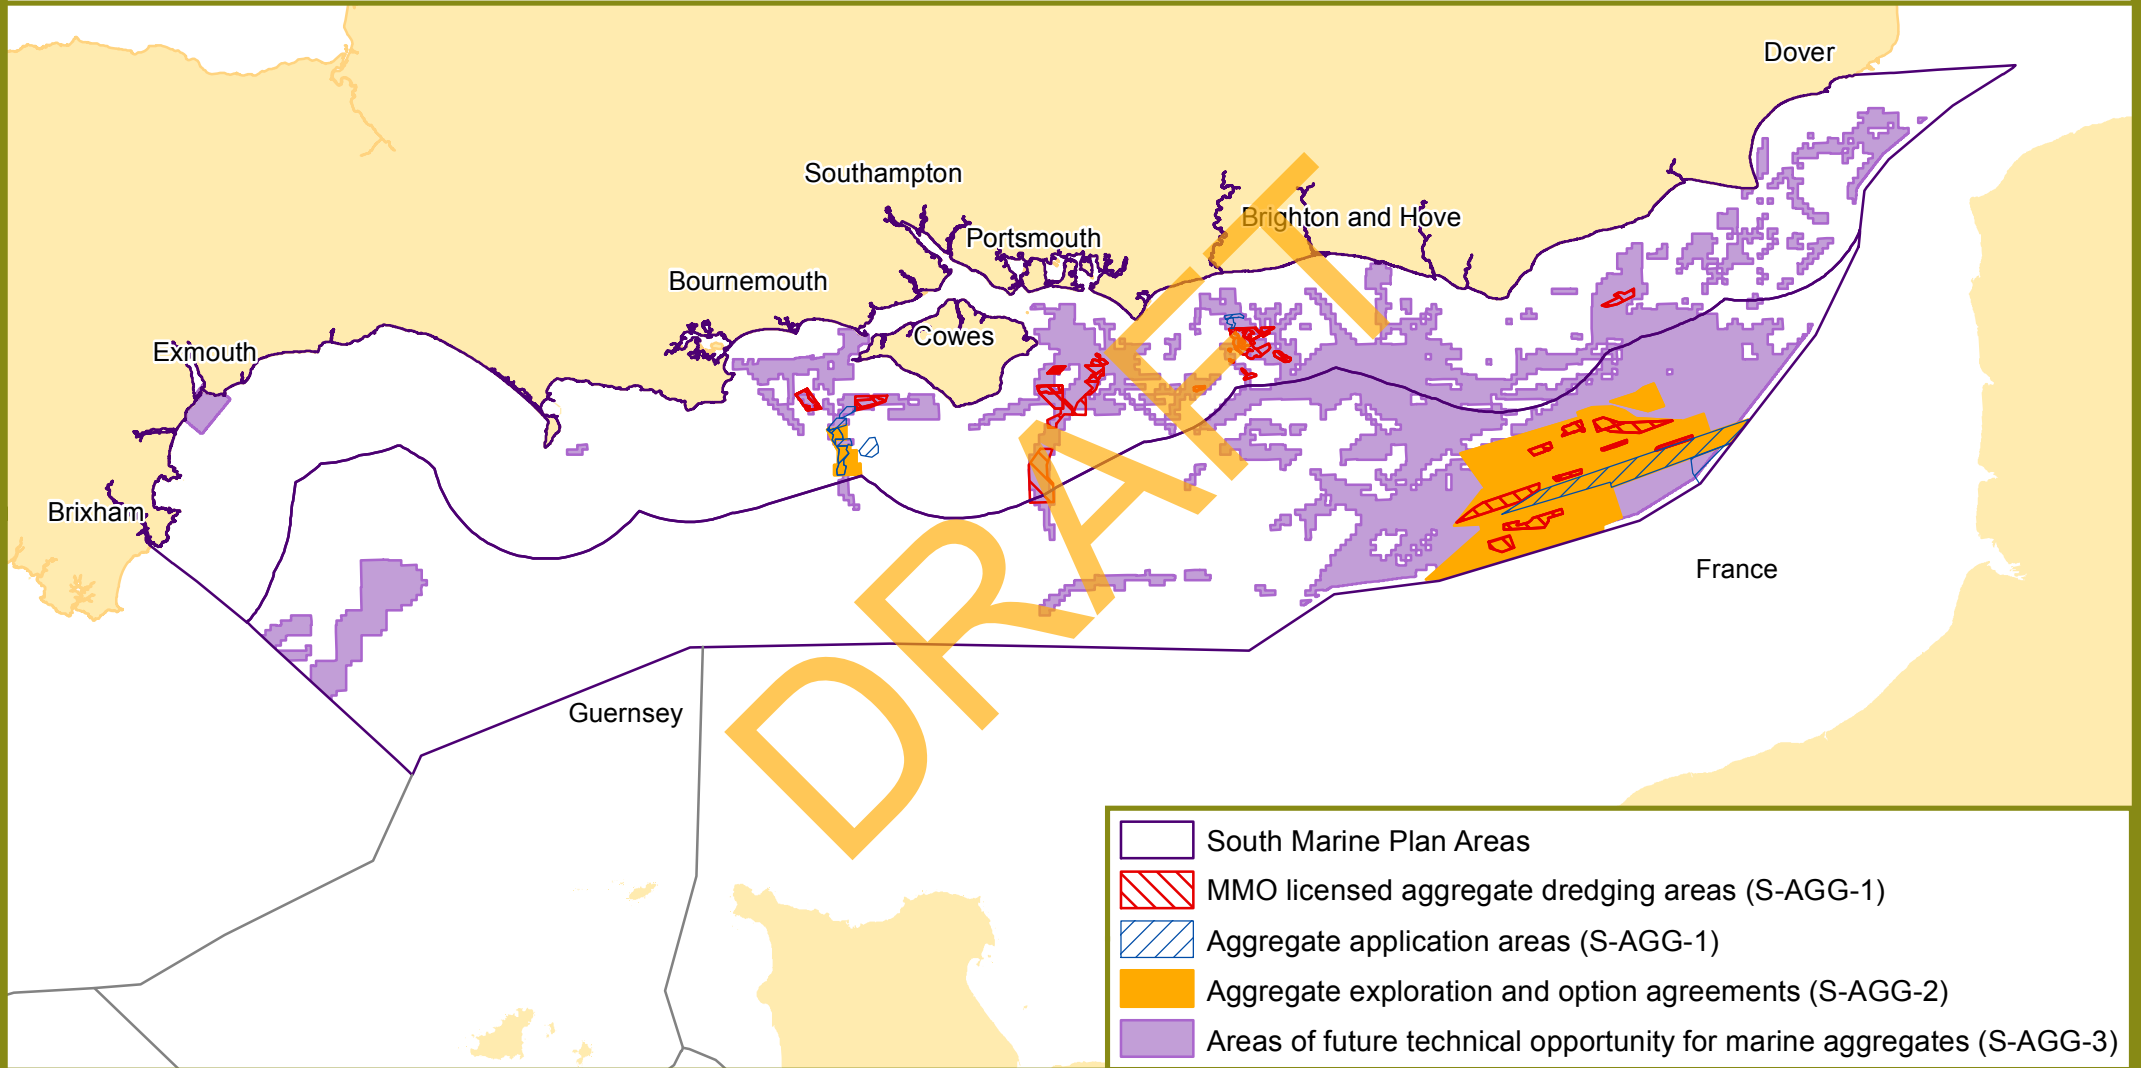 Dover
Southampton
Brighton and Hove
Portsmouth
Bournemouth
Cowes
Exmouth
Brixham
France
Guernsey
DRAFT
South Marine Plan Areas
MMO licensed aggregate dredging areas (S-AGG-1)
Aggregate application areas (S-AGG-1)
Aggregate exploration and option agreements (S-AGG-2)
Areas of future technical opportunity for marine aggregates (S-AGG-3)